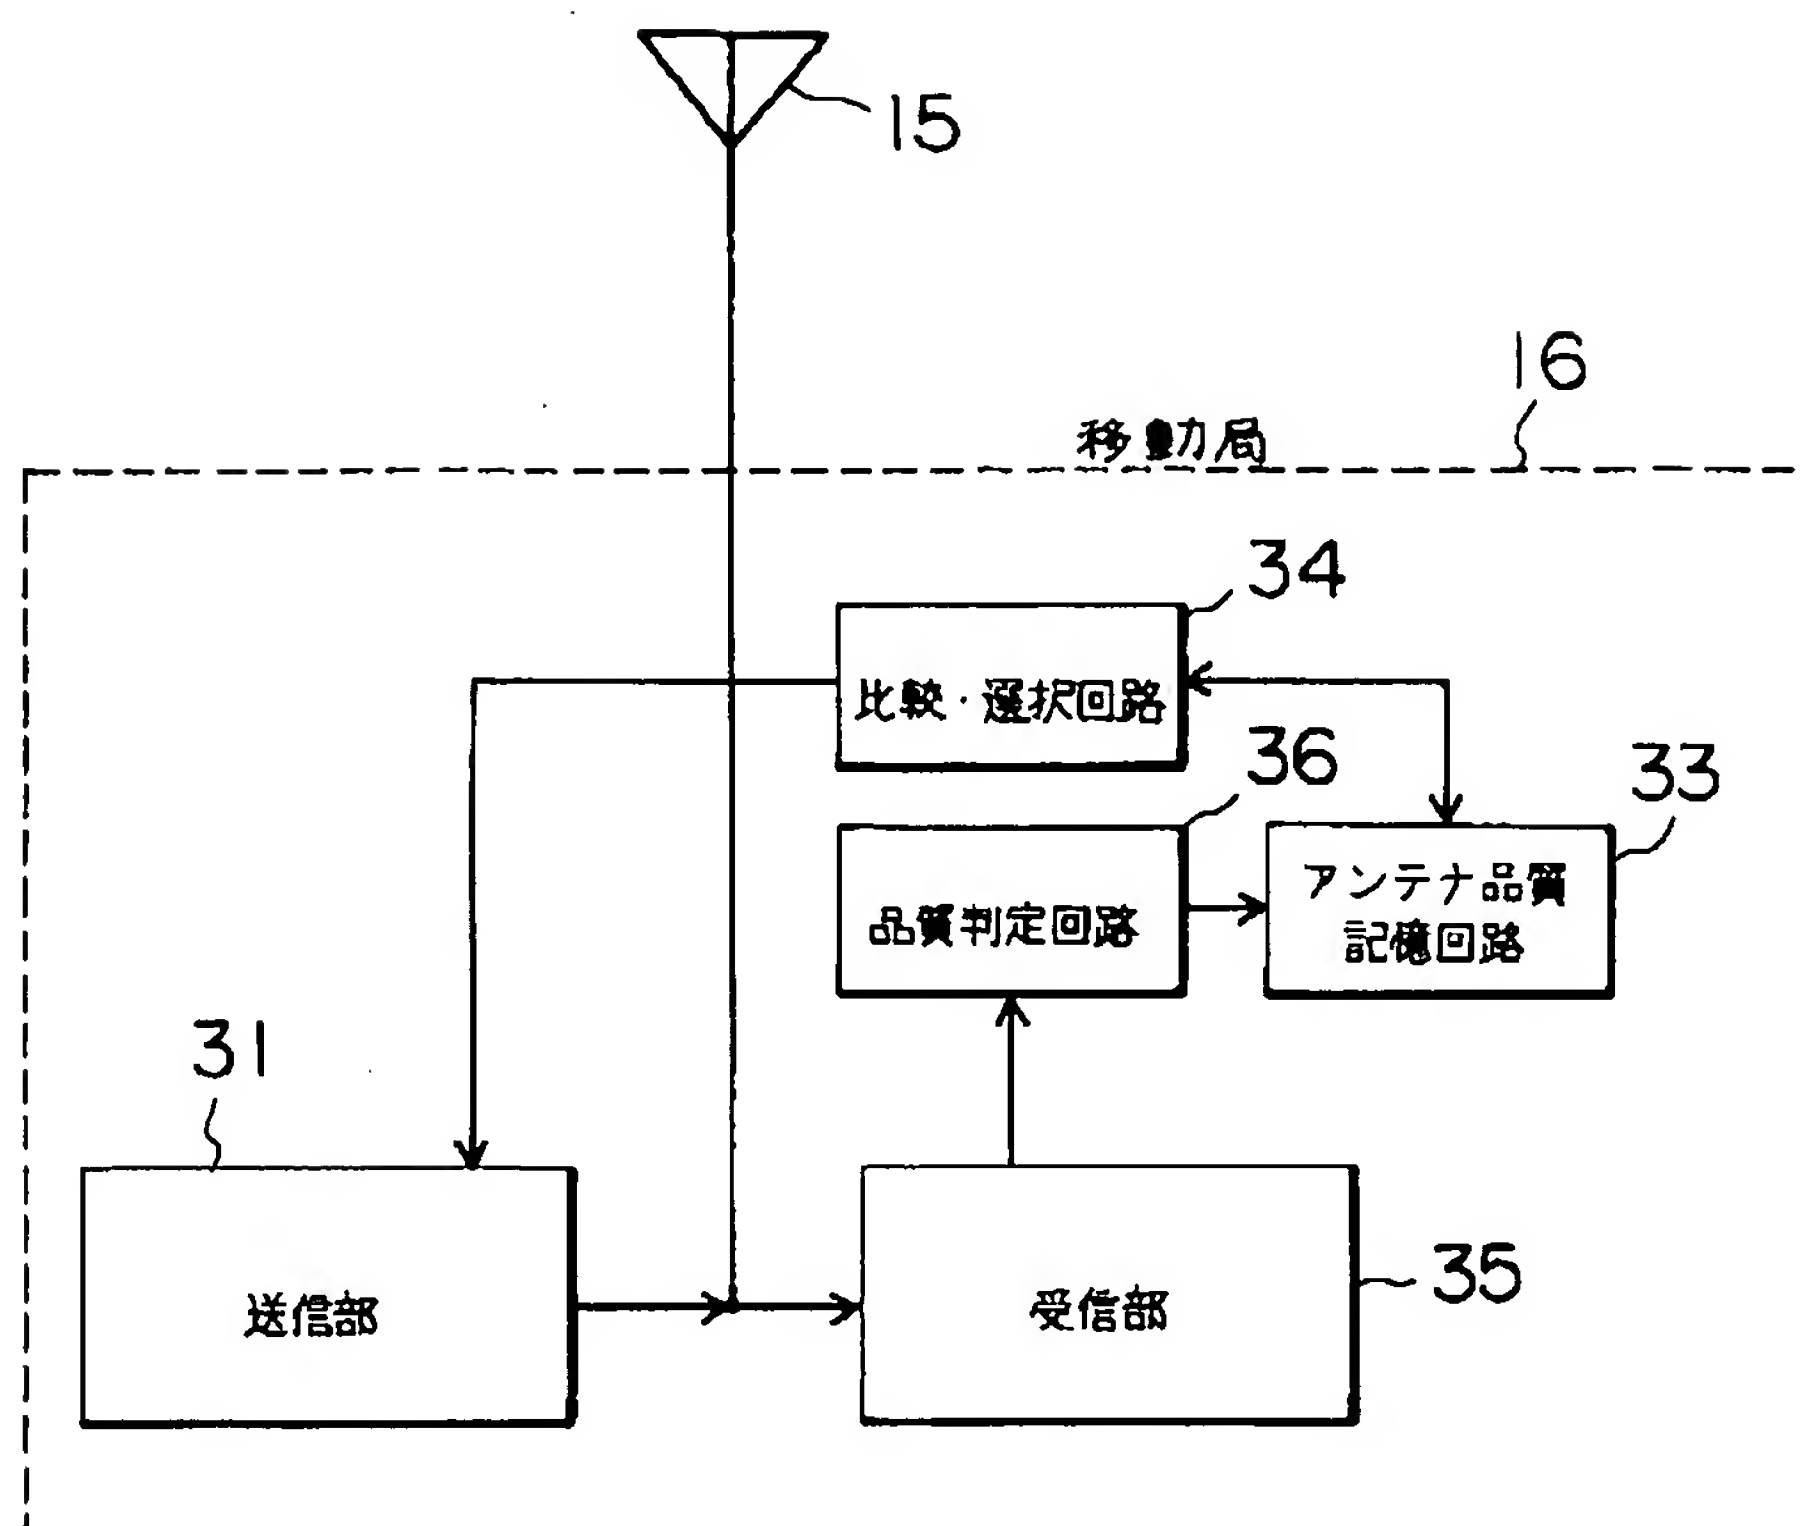 15
16
移動局
34
比較・選択回路
36
33
品質判定回路
アンテナ品質
記憶回路
31
送信部
受信部
35